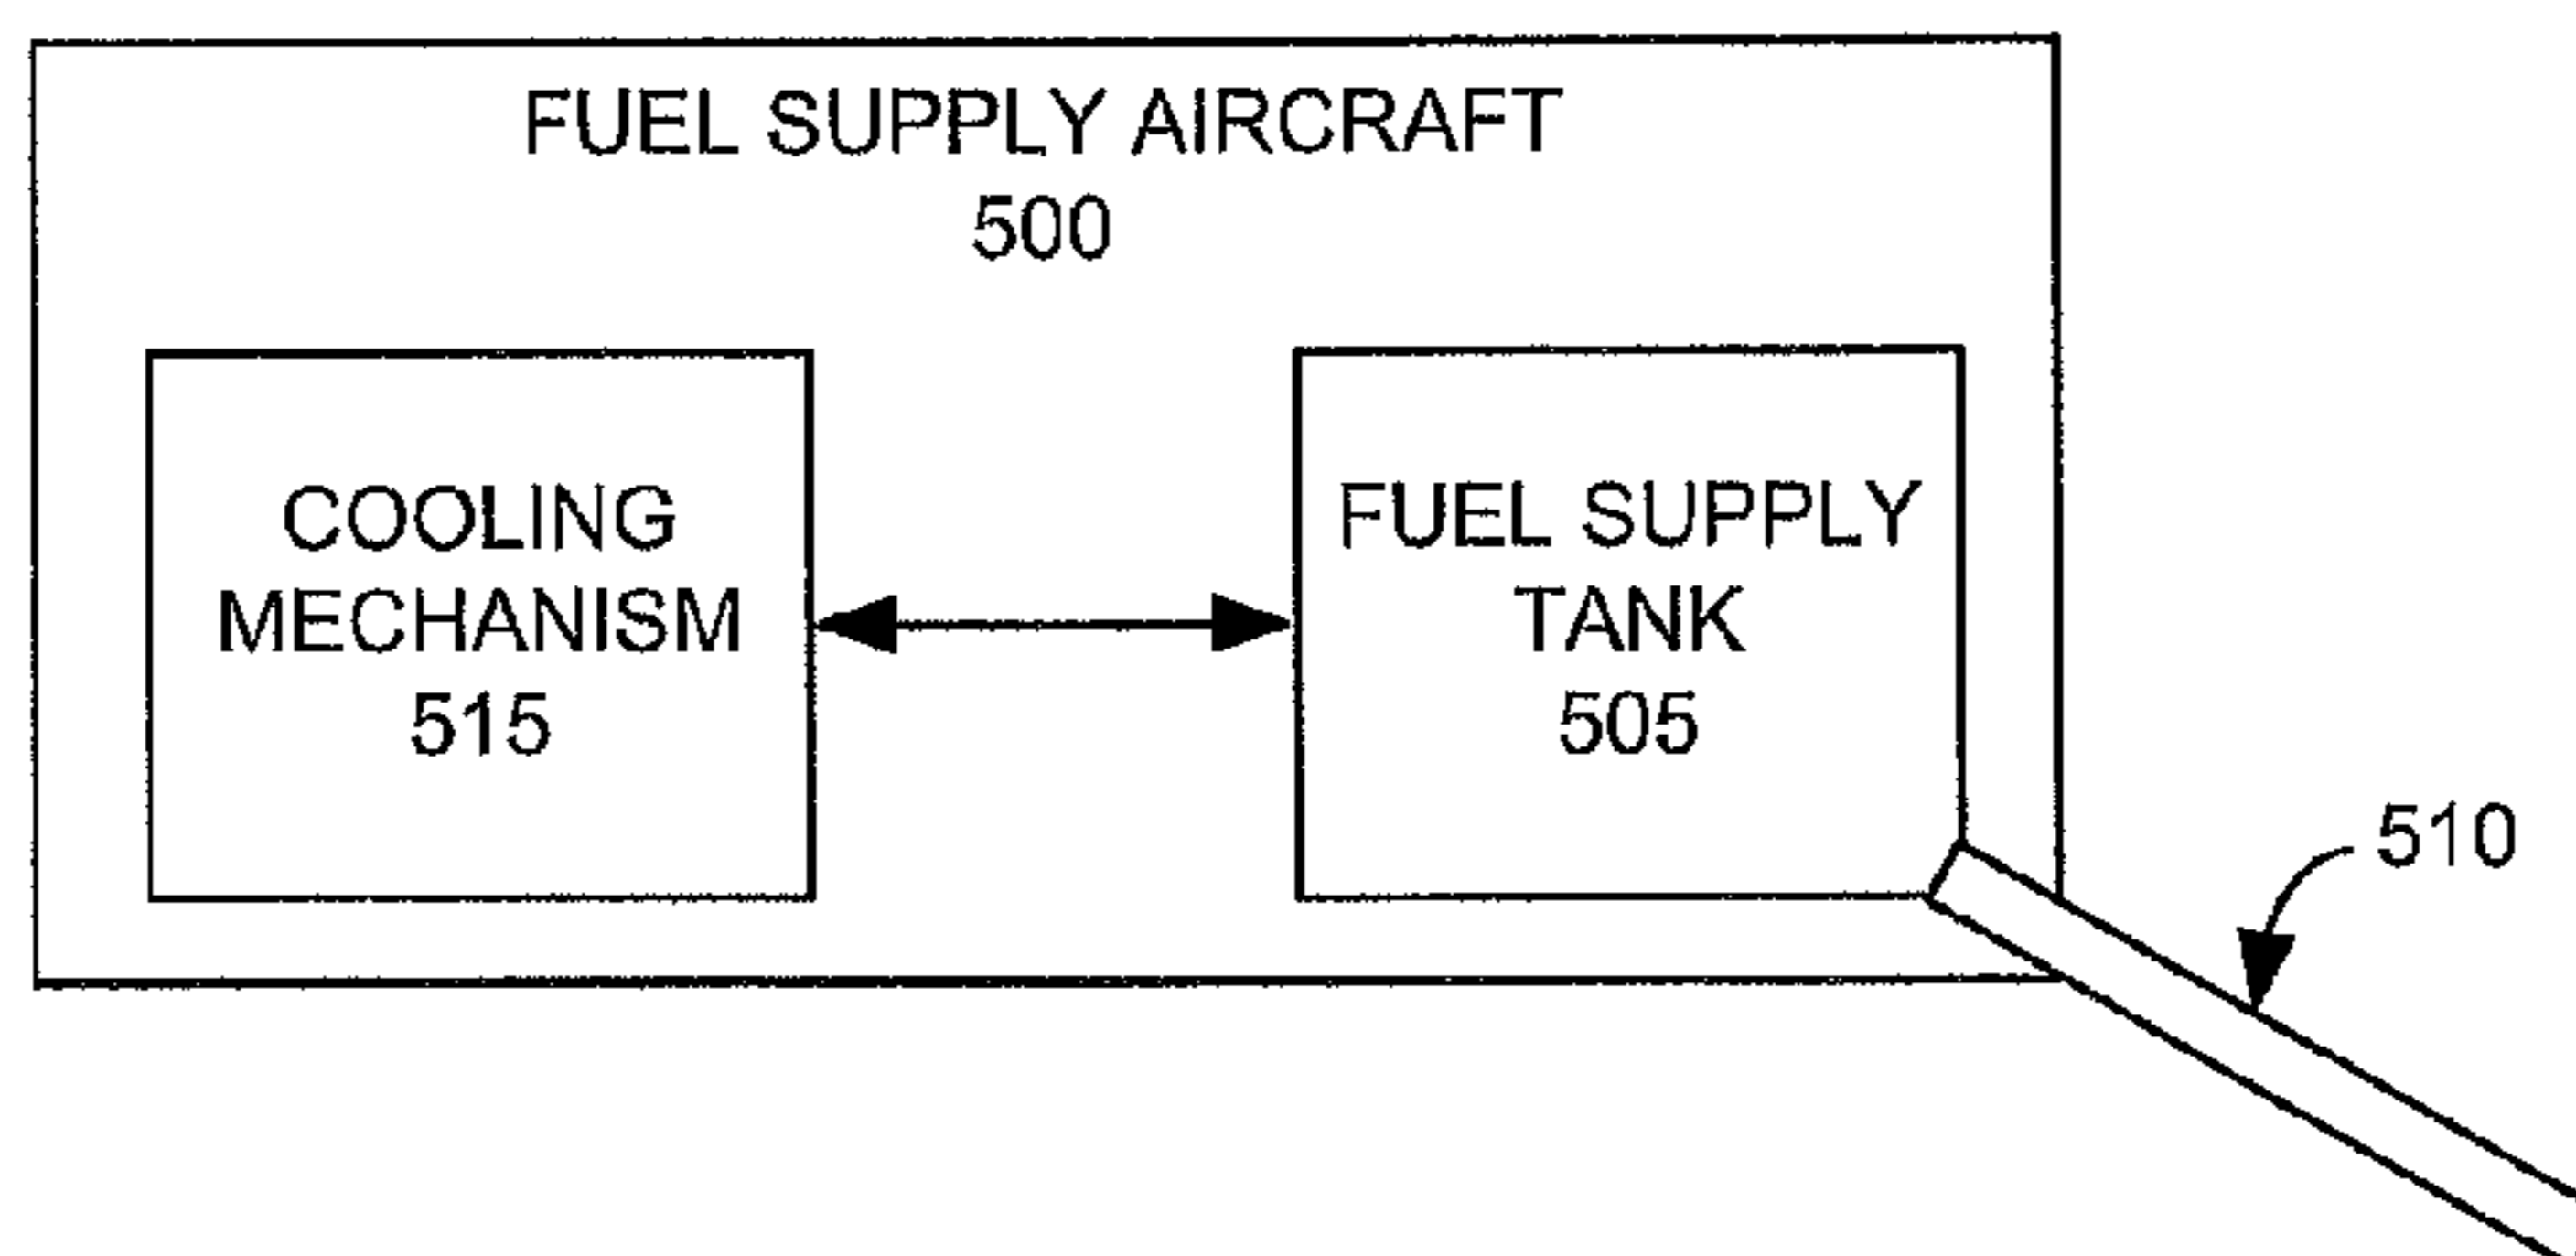 FUEL SUPPLY AIRCRAFT
500
COOLING
MECHANISM
515
FUEL SUPPLY
TANK
505
510